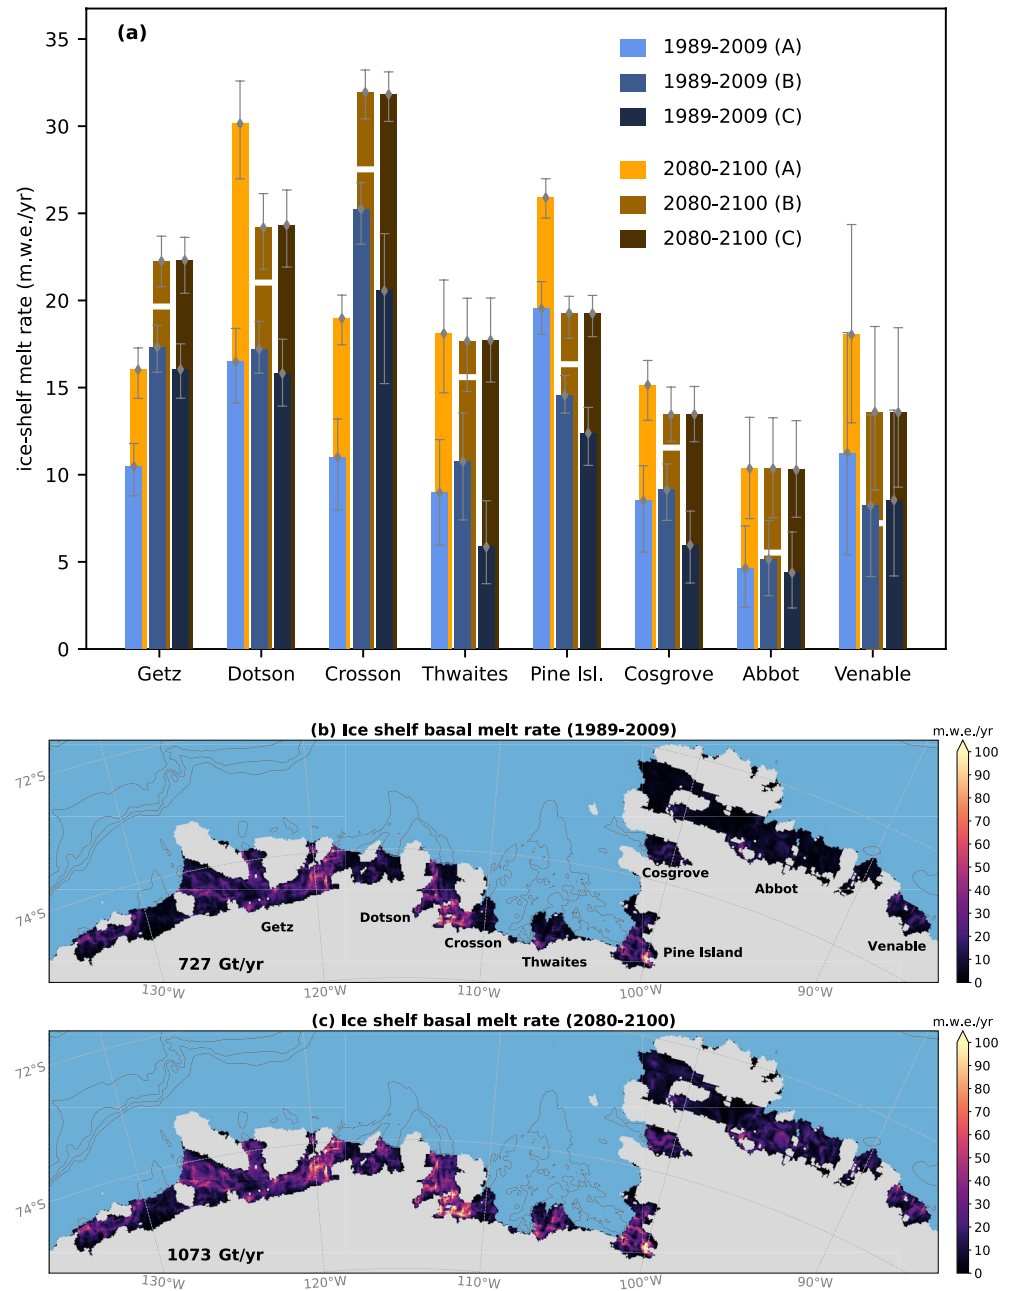 (a)
ice-shelf melt rate (m.w.e./yr)
35
30
25
20
15
10
5
0
1989-2009 (A)
1989-2009 (B)
1989-2009 (C)
2080-2100 (A)
2080-2100 (B)
2080-2100 (C)
Getz Dotson Crosson Thwaites Pine Isl. Cosgrove Abbot Venable
(b) Ice shelf basal melt rate (1989-2009)
m.w.e./yr
100
90
80
70
60
50
40
30
20
10
0
72°S
74°S
Cosgrove
Abbot
Dotson
Getz
Crosson
Thwaites
Pine Island
Venable
727 Gt/yr
130°W 120°W 110°W 100°W 90°W
(c) Ice shelf basal melt rate (2080-2100)
m.w.e./yr
100
90
80
70
60
50
40
30
20
10
0
72°S
74°S
1073 Gt/yr
130°W 120°W 110°W 100°W 90°W